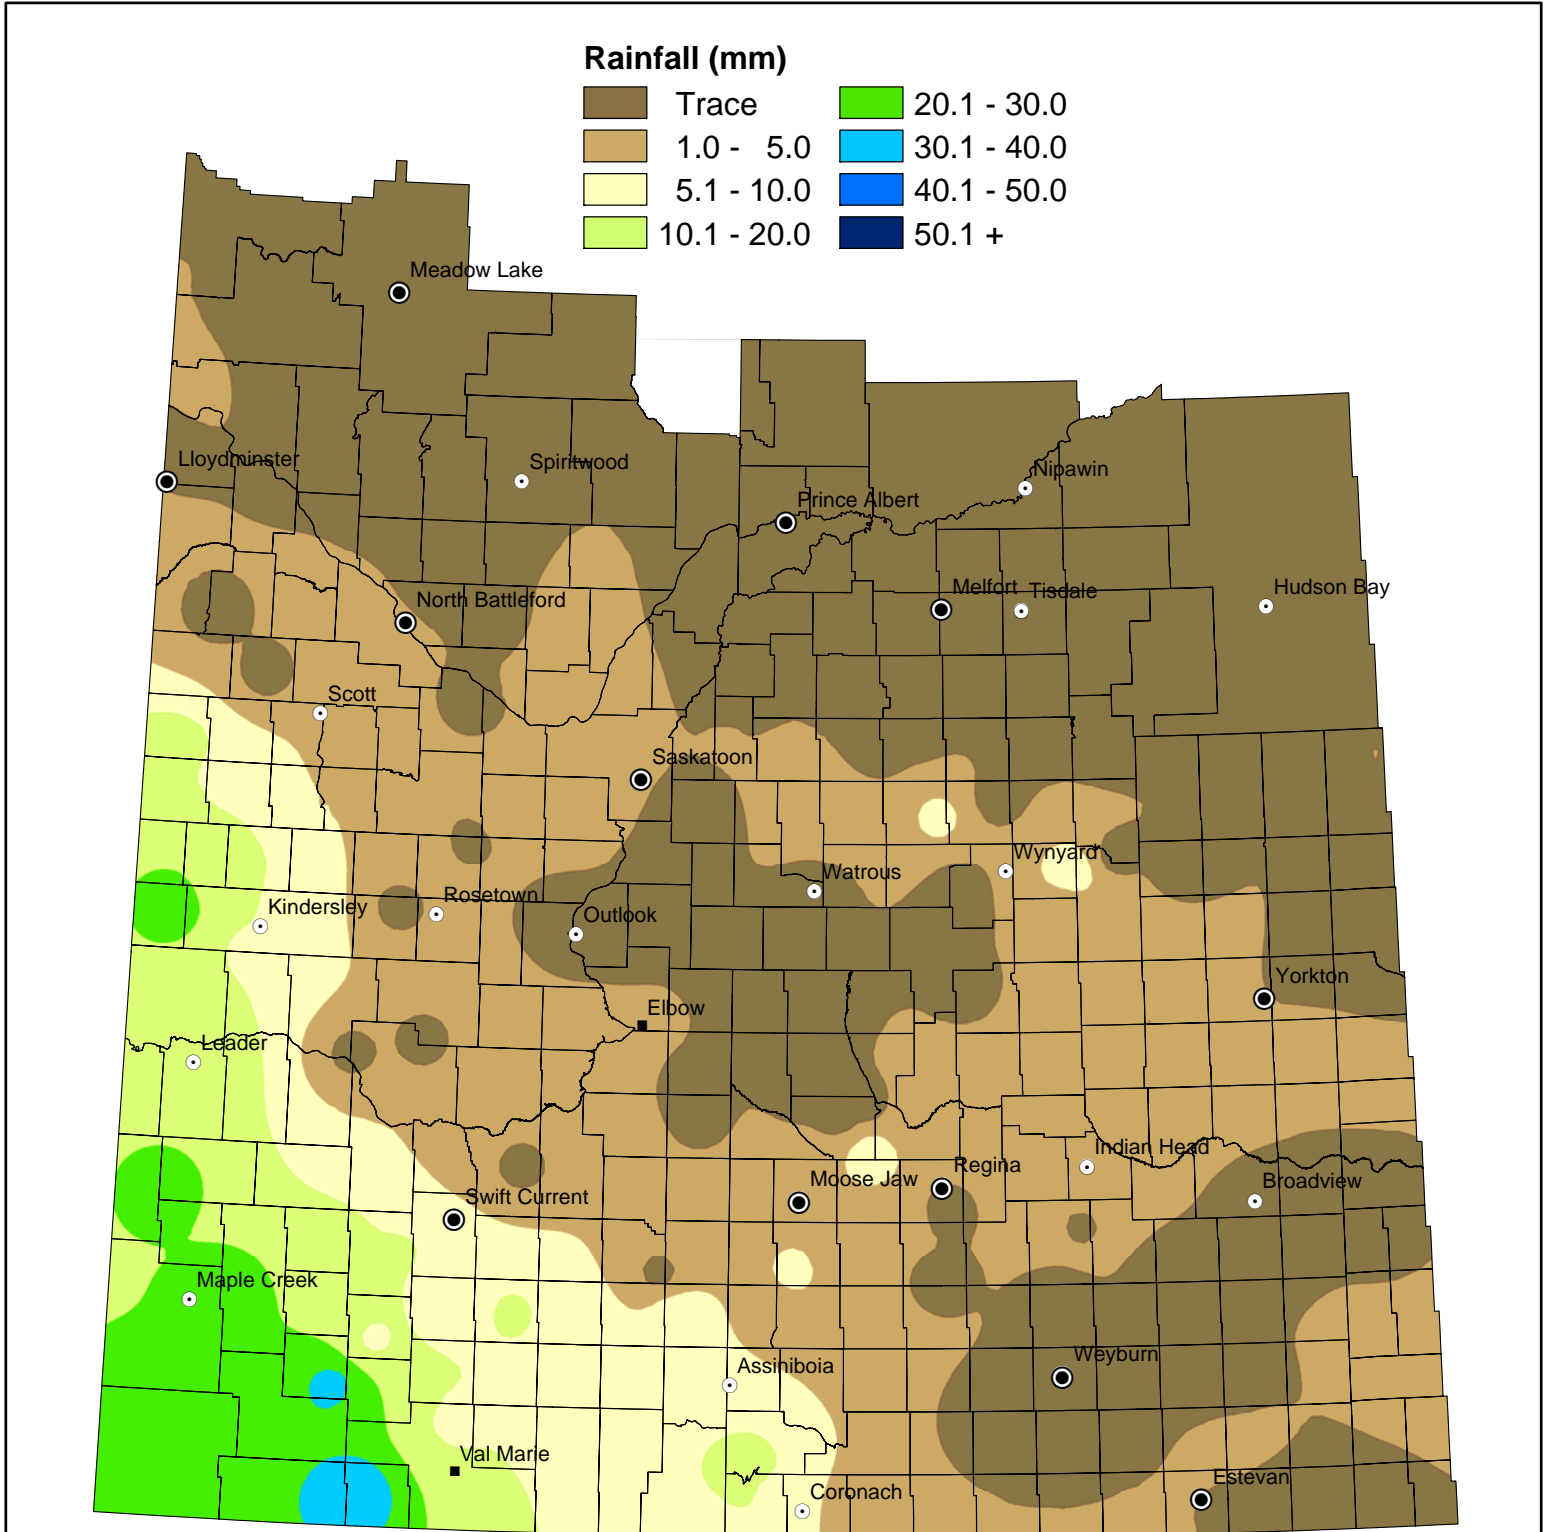 Rainfall (mm)
Trace
20.1 - 30.0
1.0 - 5.0
30.1 - 40.0
5.1 - 10.0
40.1 - 50.0
10.1 - 20.0
50.1 +
Meadow Lake
Lloydminster
Spiritwood
Nipawin
Prince Albert
Melfort
Tisdale
Hudson Bay
North Battleford
Scott
Saskatoon
Wynyard
Watrous
Rosetown
Kindersley
Outlook
Yorkton
Elbow
Leader
Indian Head
Regina
Moose Jaw
Broadview
Swift Current
Maple Creek
Weyburn
Assiniboia
Val Marie
Estevan
Coronach